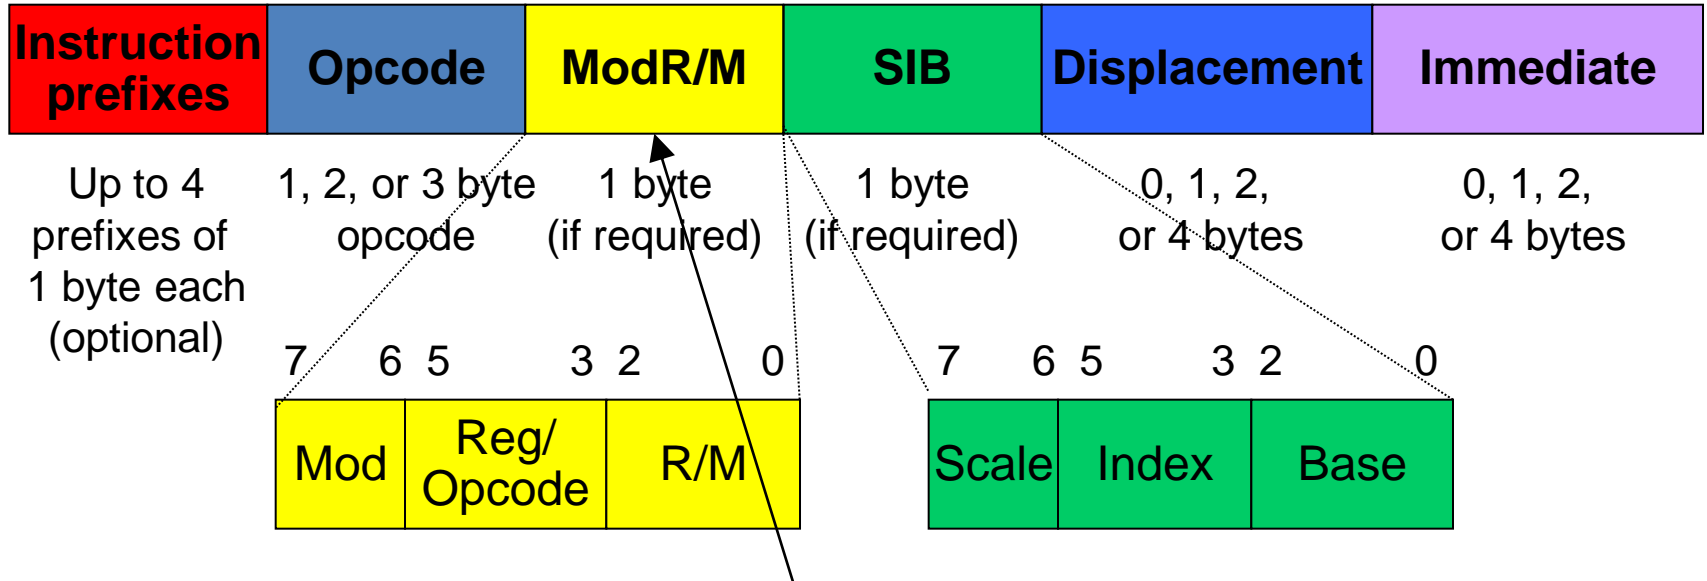 Instruction
prefixes
Opcode
ModR/M
SIB
Displacement
Immediate
Up to 4
prefixes of
1 byte each
(optional)
1, 2, or 3 byte
opcode
1 byte
(if required)
1 byte
(if required)
0, 1, 2,
or 4 bytes
0, 1, 2,
or 4 bytes
7 6 5 3 2 0
Mod
Reg/
Opcode
R/M
7 6 5 3 2 0
Scale
Index
Base